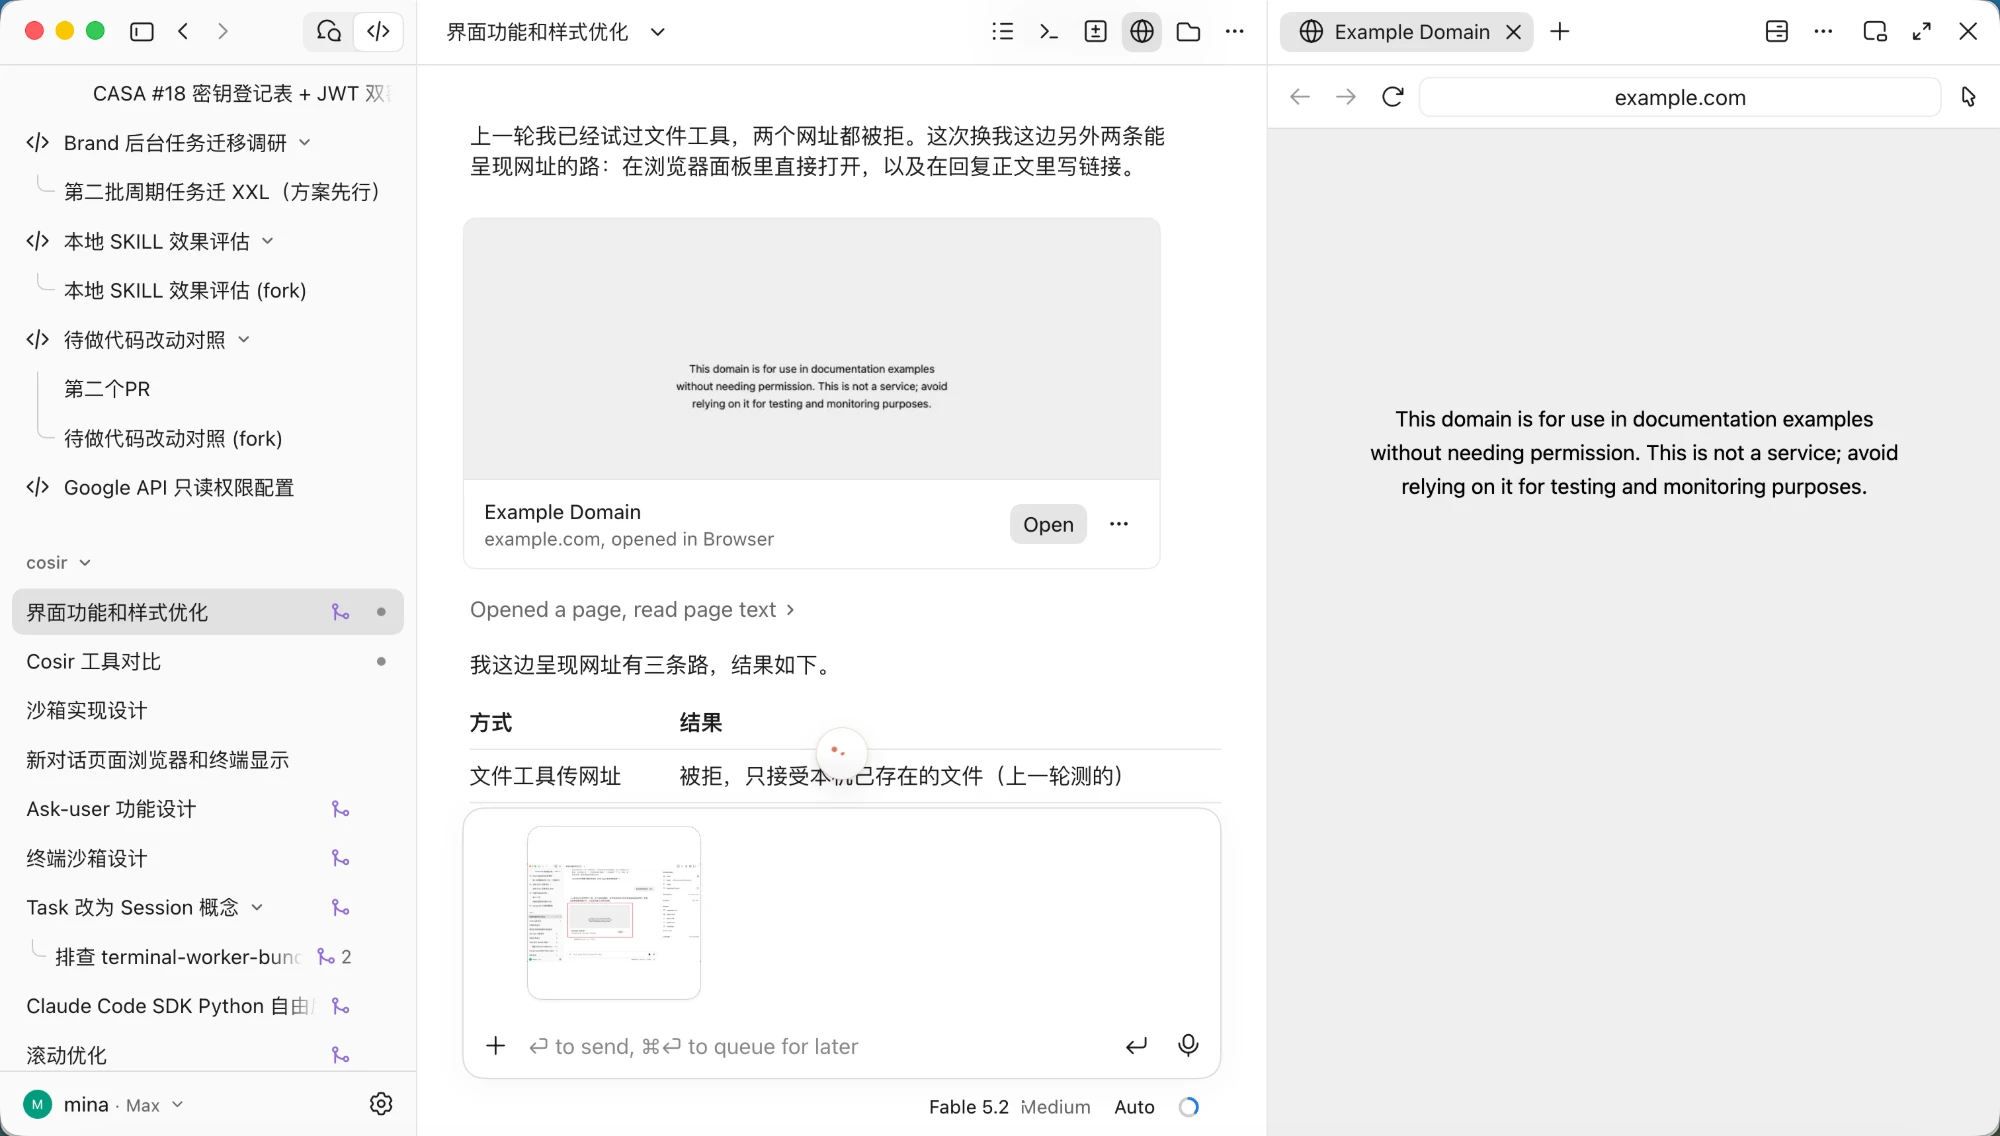 CASA #18 密钥登记表 + JWT 双
Brand 后台任务迁移调研
第二批周期任务迁 XXL（方案先行）
本地 SKILL 效果评估
本地 SKILL 效果评估 (fork)
待做代码改动对照
第二个PR
待做代码改动对照 (fork)
Google API 只读权限配置
cosir
界面功能和样式优化
Cosir 工具对比
沙箱实现设计
新对话页面浏览器和终端显示
Ask-user 功能设计
终端沙箱设计
Task 改为 Session 概念
排查 terminal-worker-bund 2
Claude Code SDK Python 自由
滚动优化
M mina · Max
界面功能和样式优化
上一轮我已经试过文件工具，两个网址都被拒。这次换我这边另外两条能
呈现网址的路：在浏览器面板里直接打开，以及在回复正文里写链接。
This domain is for use in documentation examples
without needing permission. This is not a service; avoid
relying on it for testing and monitoring purposes.
Example Domain
example.com, opened in Browser
Open
Opened a page, read page text
我这边呈现网址有三条路，结果如下。
方式 结果
文件工具传网址 被拒，只接受本机已存在的文件（上一轮测的）
⏎ to send, ⌘⏎ to queue for later
Fable 5.2 Medium Auto
Example Domain
example.com
This domain is for use in documentation examples
without needing permission. This is not a service; avoid
relying on it for testing and monitoring purposes.